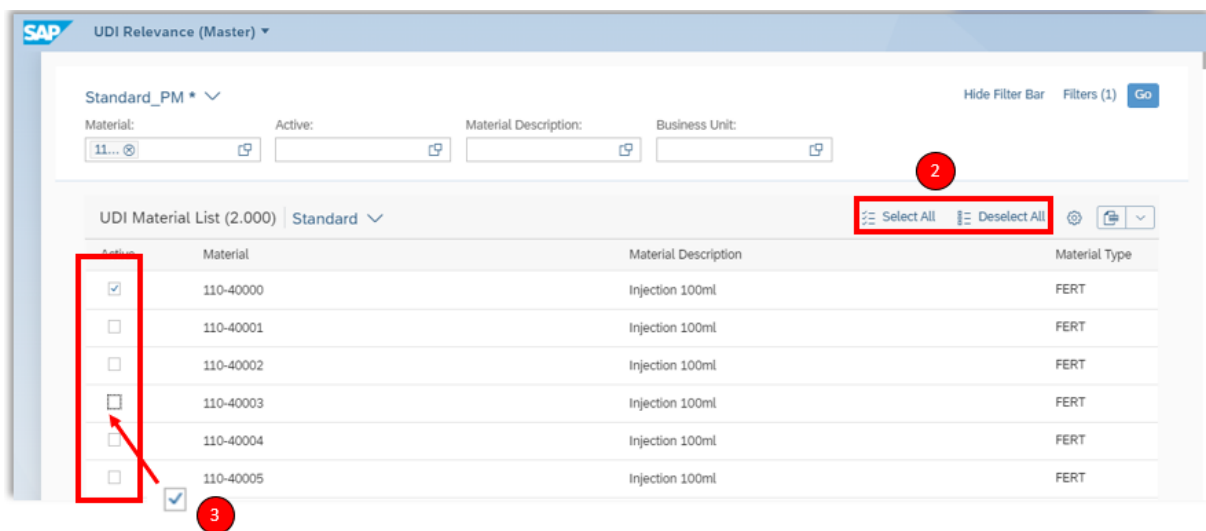 SAP UDI Relevance (Master)
Standard_PM *
Hide Filter Bar Filters (1) Go
Material: Active: Material Description: Business Unit:
11...
2
UDI Material List (2.000) Standard Select All Deselect All
Active Material Material Description Material Type
110-40000 Injection 100ml FERT
110-40001 Injection 100ml FERT
110-40002 Injection 100ml FERT
110-40003 Injection 100ml FERT
110-40004 Injection 100ml FERT
110-40005 Injection 100ml FERT
3